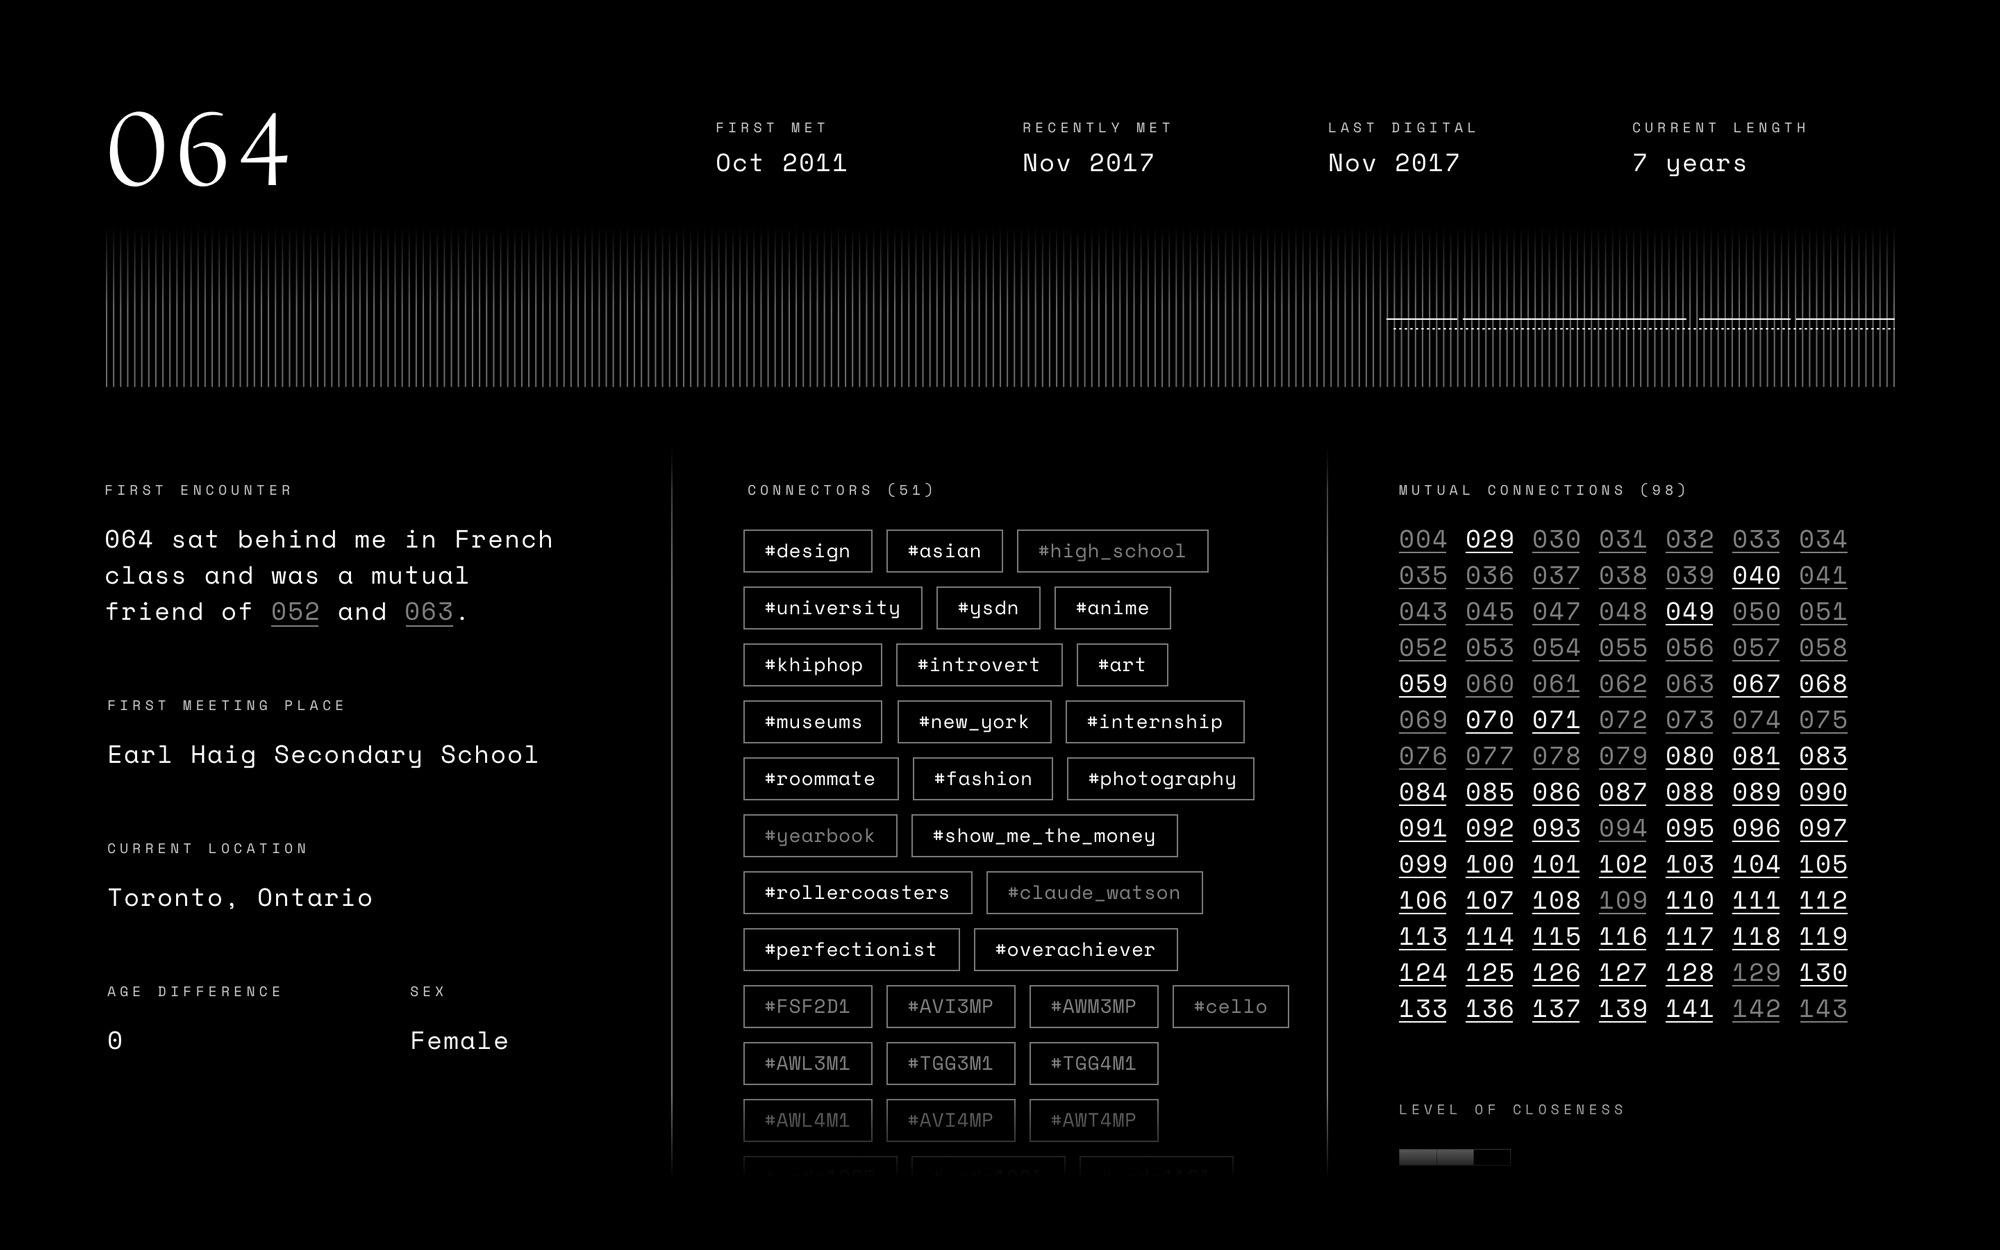 064
FIRST MET
Oct 2011
RECENTLY MET
Nov 2017
LAST DIGITAL
Nov 2017
CURRENT LENGTH
7 years
FIRST ENCOUNTER
064 sat behind me in French
class and was a mutual
friend of 052 and 063.
FIRST MEETING PLACE
Earl Haig Secondary School
CURRENT LOCATION
Toronto, Ontario
AGE DIFFERENCE
0
SEX
Female
CONNECTORS (51)
#design #asian #high_school
#university #ysdn #anime
#khiphop #introvert #art
#museums #new_york #internship
#roommate #fashion #photography
#yearbook #show_me_the_money
#rollercoasters #claude_watson
#perfectionist #overachiever
#FSF2D1 #AVI3MP #AWM3MP #cello
#AWL3M1 #TGG3M1 #TGG4M1
#AWL4M1 #AVI4MP #AWT4MP
MUTUAL CONNECTIONS (98)
004 029 030 031 032 033 034
035 036 037 038 039 040 041
043 045 047 048 049 050 051
052 053 054 055 056 057 058
059 060 061 062 063 067 068
069 070 071 072 073 074 075
076 077 078 079 080 081 083
084 085 086 087 088 089 090
091 092 093 094 095 096 097
099 100 101 102 103 104 105
106 107 108 109 110 111 112
113 114 115 116 117 118 119
124 125 126 127 128 129 130
133 136 137 139 141 142 143
LEVEL OF CLOSENESS